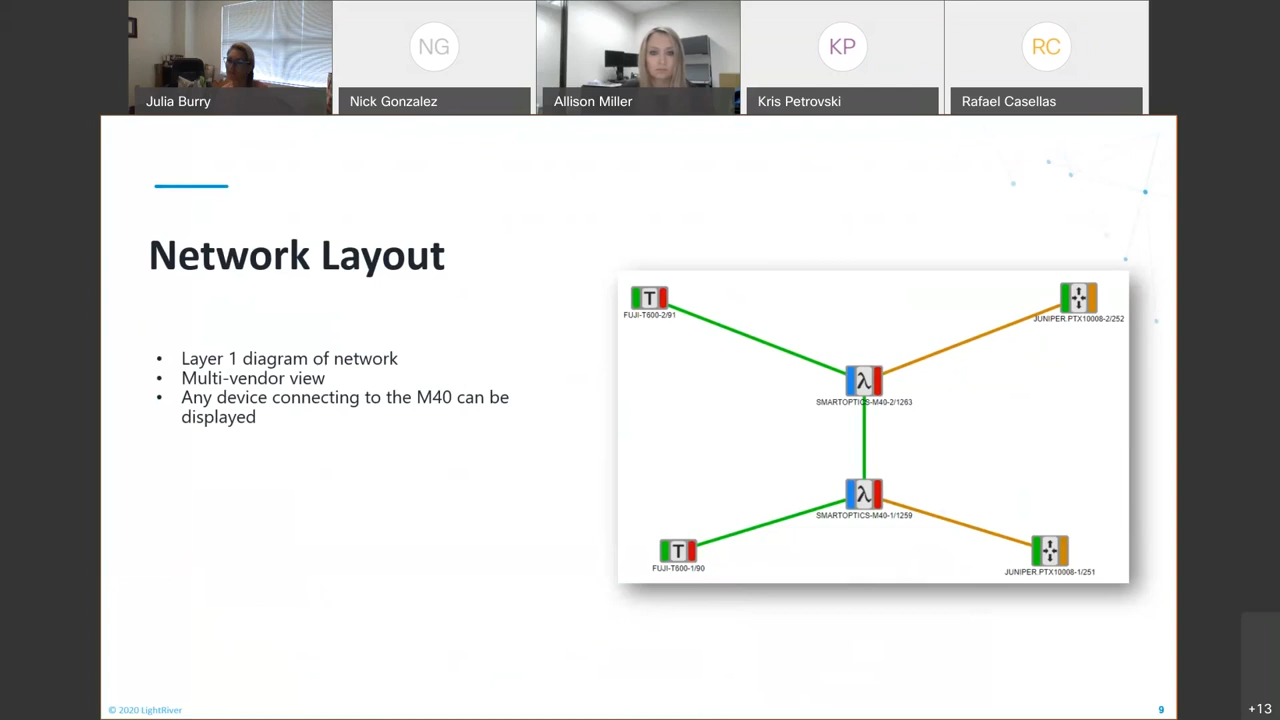 NG
KP
RC
Julia Burry
Nick Gonzalez
Allison Miller
Kris Petrovski
Rafael Casellas
Network Layout
• Layer 1 diagram of network
• Multi-vendor view
• Any device connecting to the M40 can be
displayed
T
FUJI-T600-2/91
JUNIPER.PTX10008-2/252
λ
SMARTOPTICS-M40-2/1263
λ
SMARTOPTICS-M40-1/1259
T
FUJI-T600-1/90
JUNIPER.PTX10008-1/251
© 2020 LightRiver
9
+13